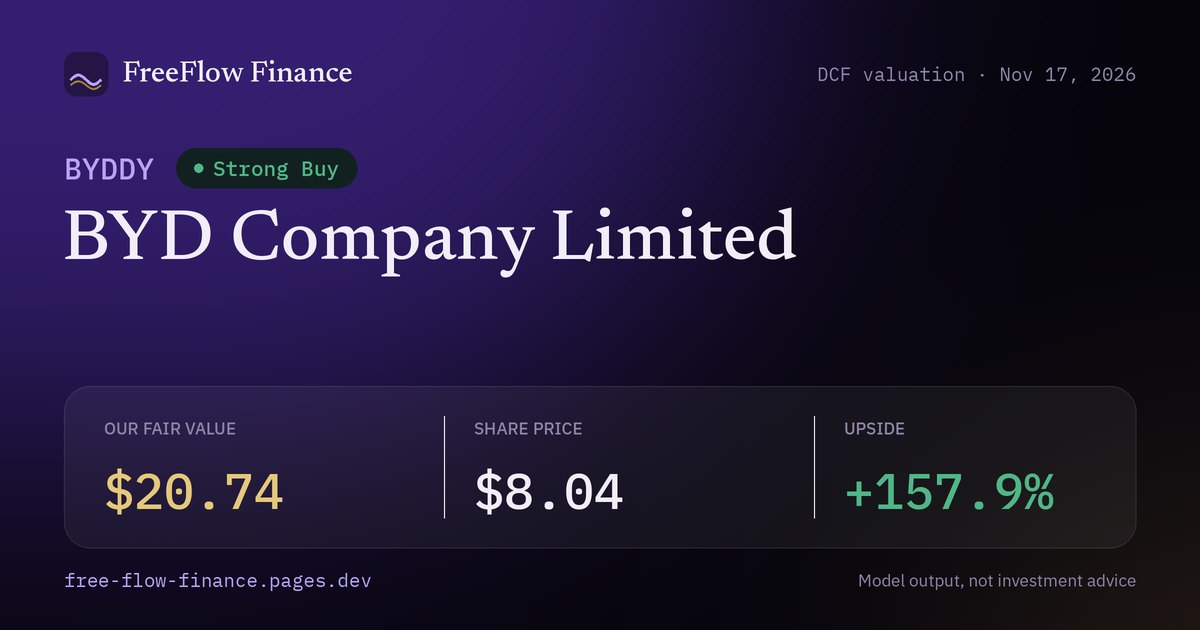 FreeFlow Finance
DCF valuation · Nov 17, 2026
BYDDY
Strong Buy
BYD Company Limited
OUR FAIR VALUE
$20.74
SHARE PRICE
$8.04
UPSIDE
+157.9%
free-flow-finance.pages.dev
Model output, not investment advice